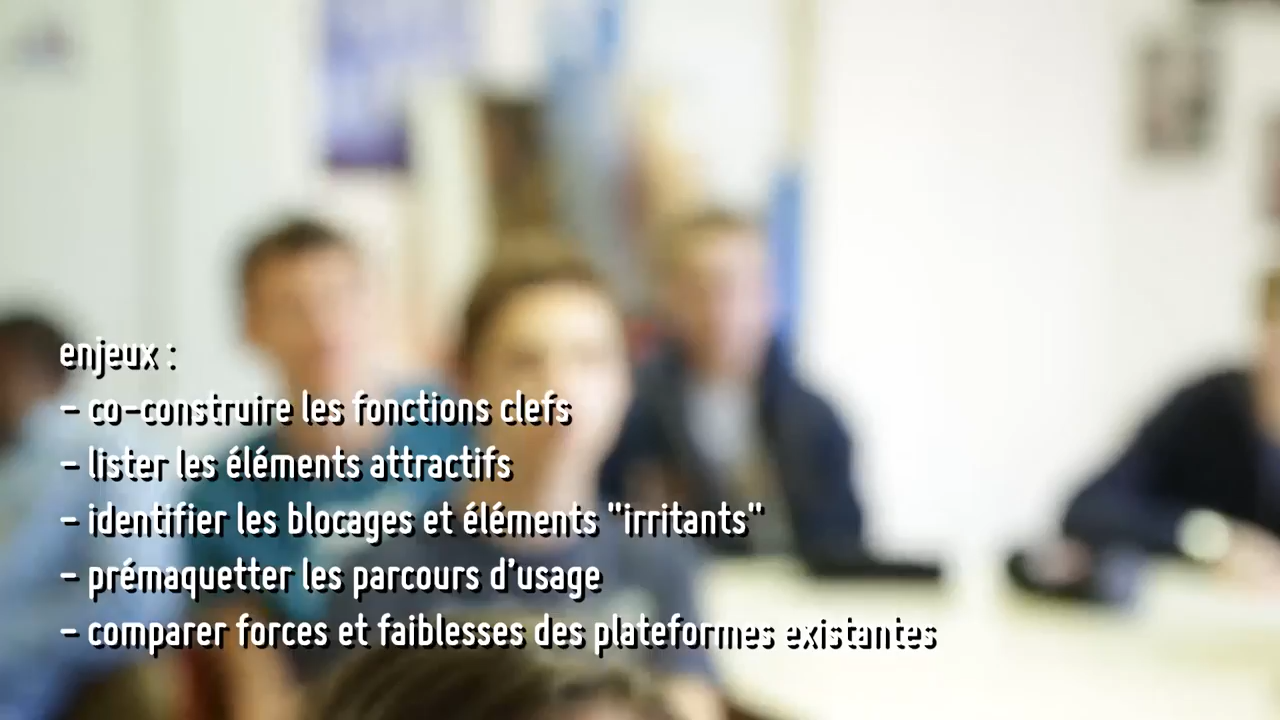 enjeux :
- co-construire les fonctions clefs
- lister les éléments attractifs
- identifier les blocages et éléments "irritants"
- prémaquetter les parcours d'usage
- comparer forces et faiblesses des plateformes existantes